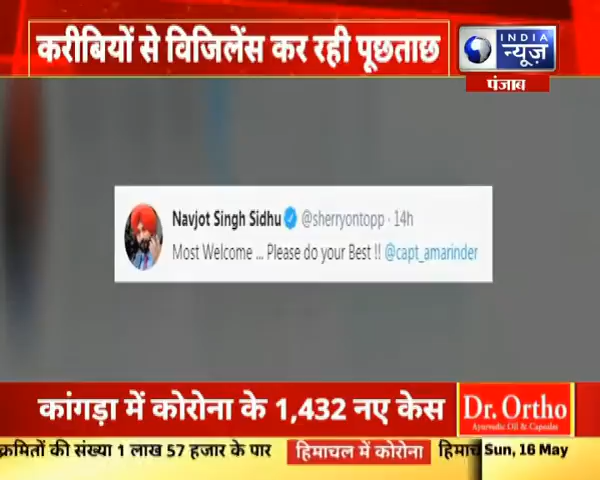 करीबियों से विजिलेंस कर रही पूछताछ
INDIA
न्यूज़
पंजाब
Navjot Singh Sidhu @sherryontopp · 14h
Most Welcome ... Please do your Best !! @capt_amarinder
कांगड़ा में कोरोना के 1,432 नए केस
Dr. Ortho
Ayurvedic Oil & Capsules
क्रमितों की संख्या 1 लाख 57 हजार के पार
हिमाचल में कोरोना
हिमाच
Sun, 16 May